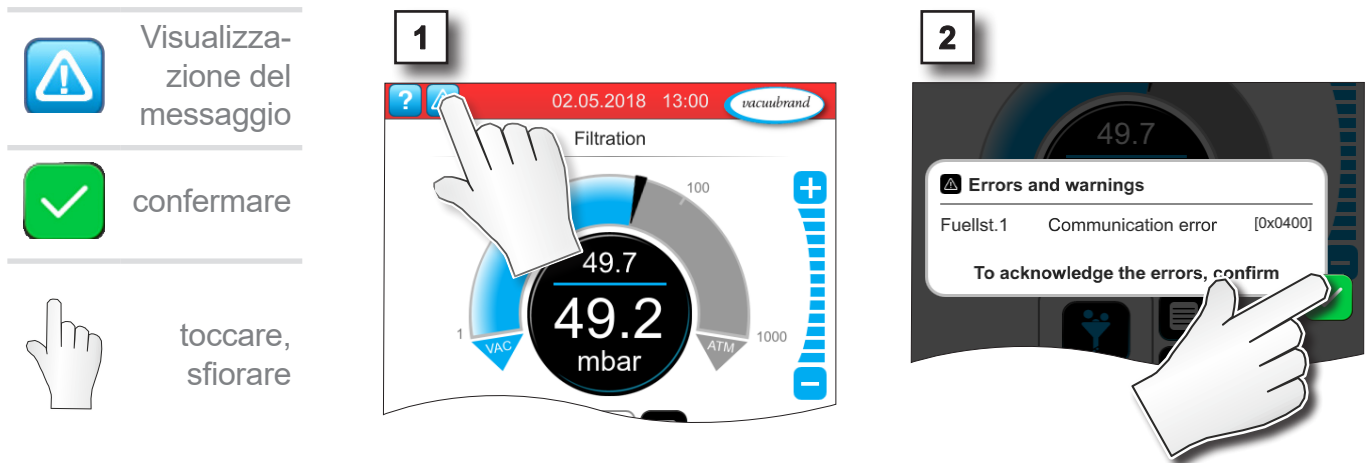 Visualizza-
zione del
messaggio
confermare
toccare,
sfiorare
1
?
02.05.2018 13:00
vacuubrand
Filtration
100
49.7
49.2
mbar
1
1000
VAC
ATM
2
49.7
Errors and warnings
Fuellst.1 Communication error [0x0400]
To acknowledge the errors, confirm